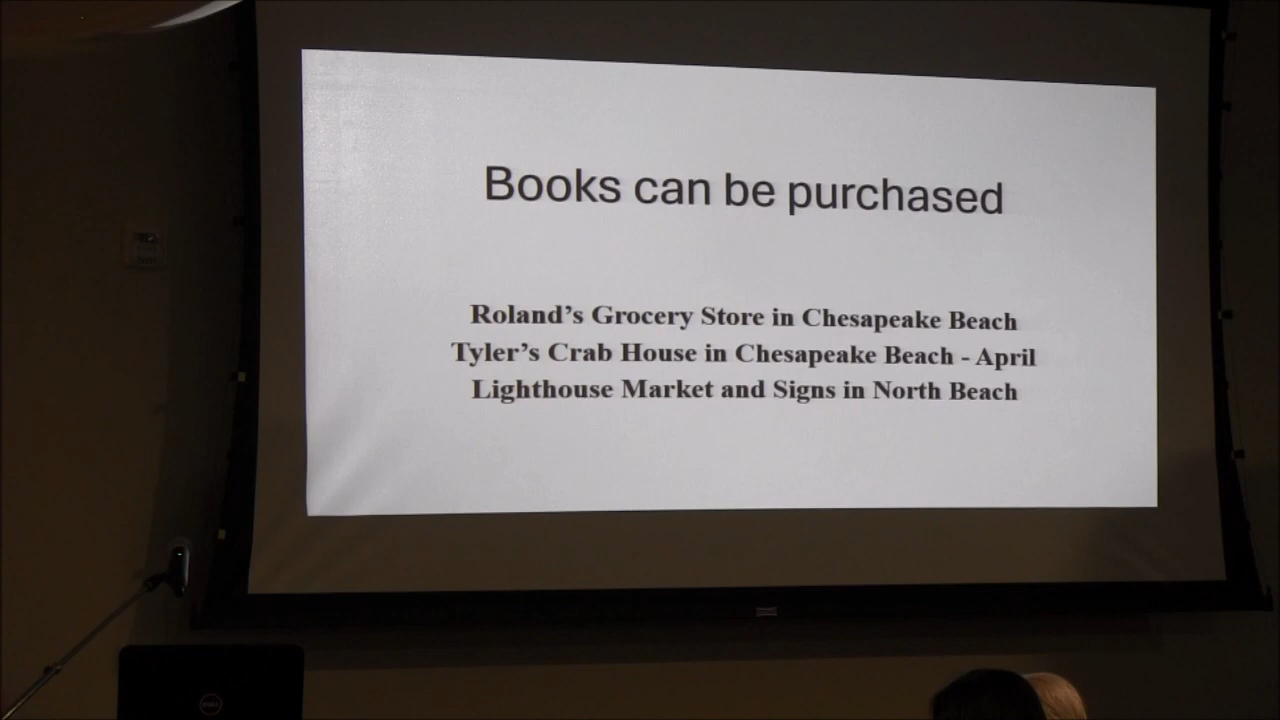 Books can be purchased
Roland's Grocery Store in Chesapeake Beach
Tyler's Crab House in Chesapeake Beach - April
Lighthouse Market and Signs in North Beach
DELL